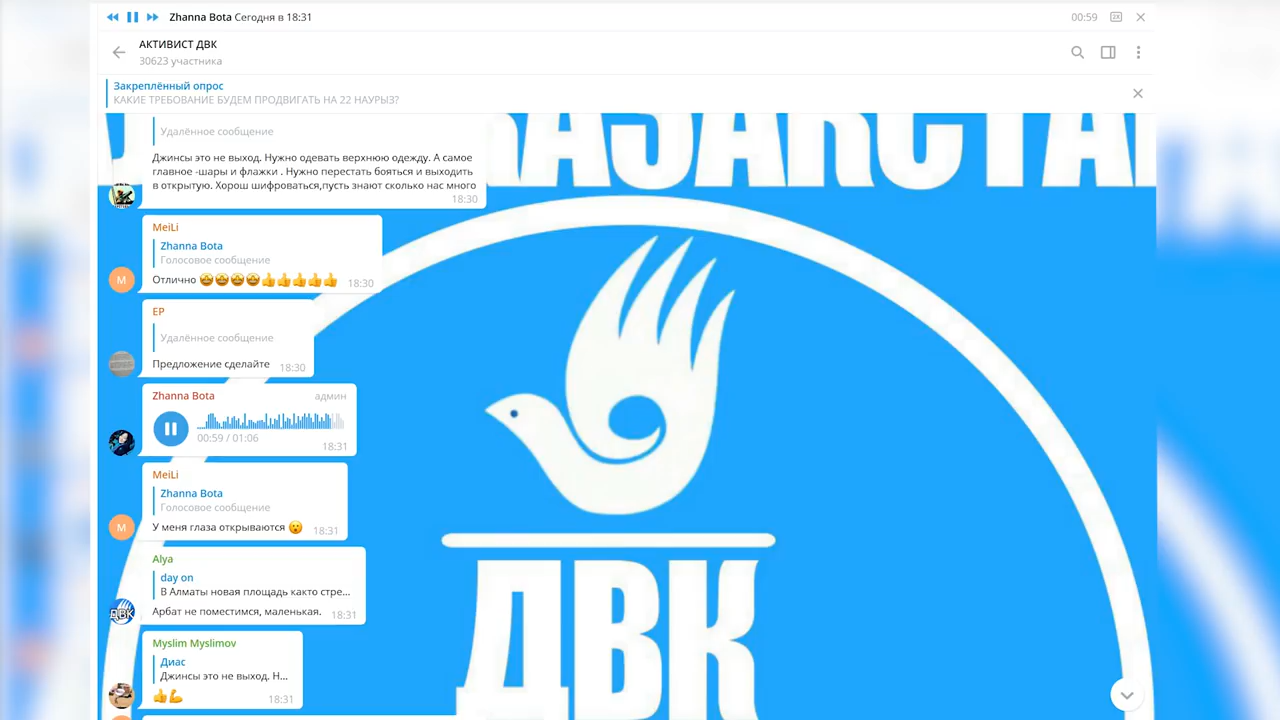 Zhanna Bota Сегодня в 18:31
00:59
2X
АКТИВИСТ ДВК
30623 участника
Закреплённый опрос
КАКИЕ ТРЕБОВАНИЕ БУДЕМ ПРОДВИГАТЬ НА 22 НАУРЫЗ?
Удалённое сообщение
Джинсы это не выход. Нужно одевать верхнюю одежду. А самое
главное -шары и флажки . Нужно перестать бояться и выходить
в открытую. Хорош шифроваться,пусть знают сколько нас много
18:30
MeiLi
Zhanna Bota
Голосовое сообщение
Отлично 🤩🤩🤩🤩👍👍👍👍👍 18:30
M
EP
Удалённое сообщение
Предложение сделайте 18:30
Zhanna Bota админ
00:59 / 01:06
18:31
MeiLi
Zhanna Bota
Голосовое сообщение
У меня глаза открываются 😮 18:31
M
Alya
day on
В Алматы новая площадь както стре...
Арбат не поместимся, маленькая. 18:31
ДВК
Myslim Myslimov
Диас
Джинсы это не выход. Н...
👍💪 18:31
ҚАЗАҚСТАН
ДВК